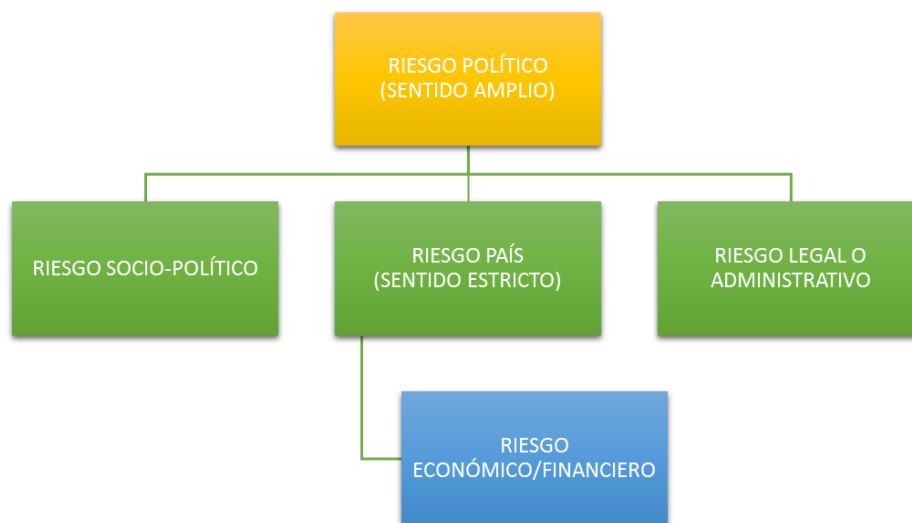 RIESGO POLÍTICO
(SENTIDO AMPLIO)
RIESGO SOCIO-POLÍTICO
RIESGO PAÍS
(SENTIDO ESTRICTO)
RIESGO LEGAL O
ADMINISTRATIVO
RIESGO
ECONÓMICO/FINANCIERO